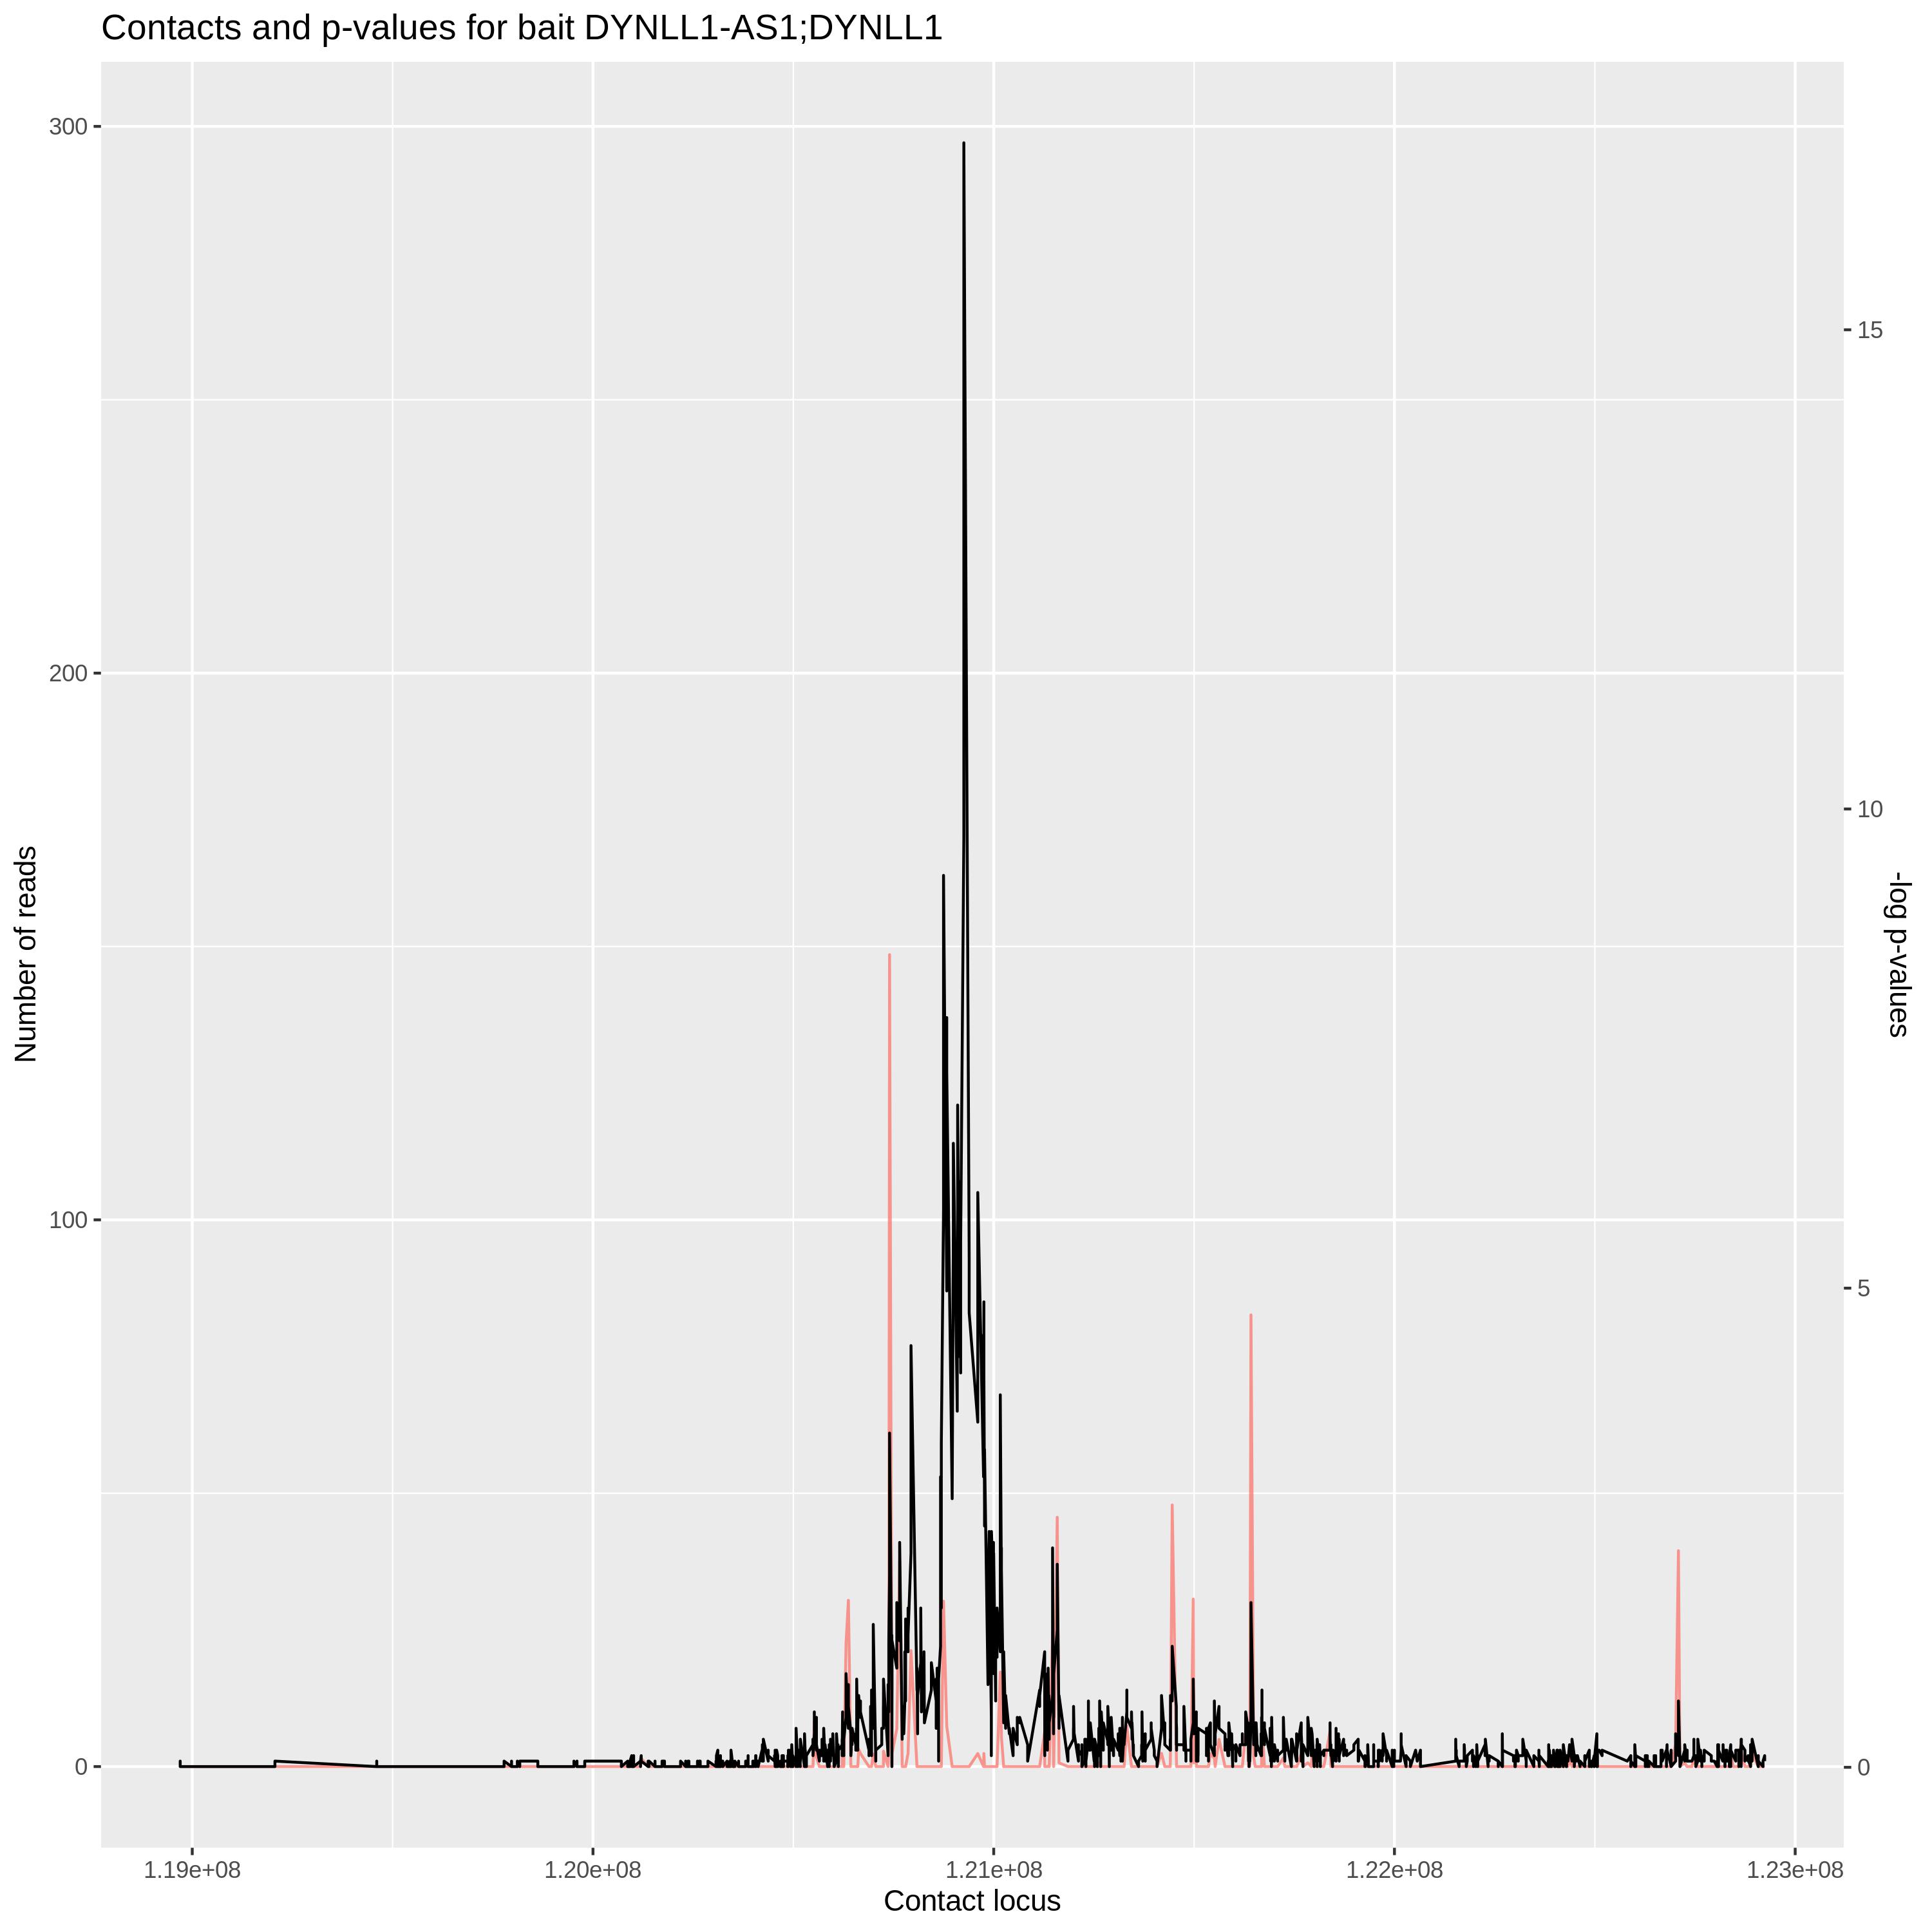 Contacts and p-values for bait DYNLL1-AS1;DYNLL1
300
200
100
0
Number of reads
15
10
5
0
-log p-values
1.19e+08
1.20e+08
1.21e+08
1.22e+08
1.23e+08
Contact locus